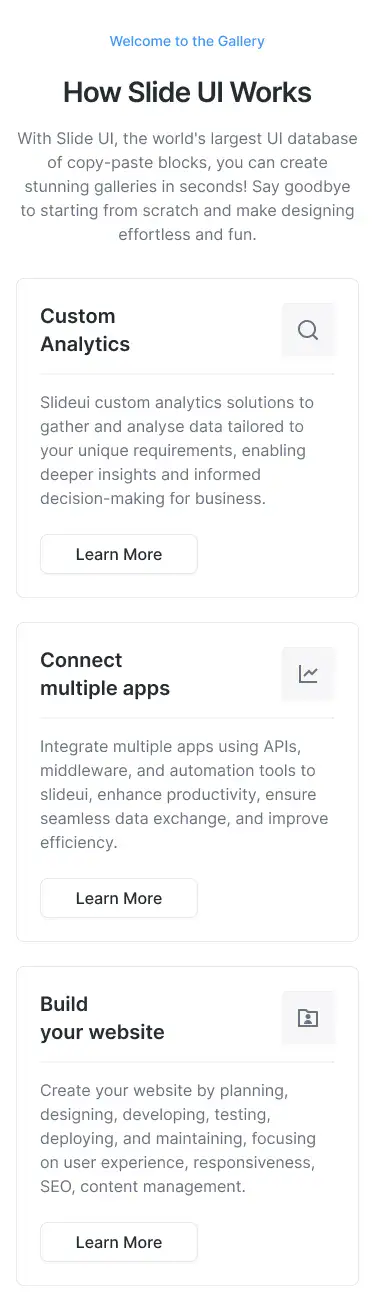 Welcome to the Gallery
How Slide UI Works
With Slide UI, the world's largest UI database
of copy-paste blocks, you can create
stunning galleries in seconds! Say goodbye
to starting from scratch and make designing
effortless and fun.
Custom
Analytics
Slideui custom analytics solutions to
gather and analyse data tailored to
your unique requirements, enabling
deeper insights and informed
decision-making for business.
Learn More
Connect
multiple apps
Integrate multiple apps using APIs,
middleware, and automation tools to
slideui, enhance productivity, ensure
seamless data exchange, and improve
efficiency.
Learn More
Build
your website
Create your website by planning,
designing, developing, testing,
deploying, and maintaining, focusing
on user experience, responsiveness,
SEO, content management.
Learn More